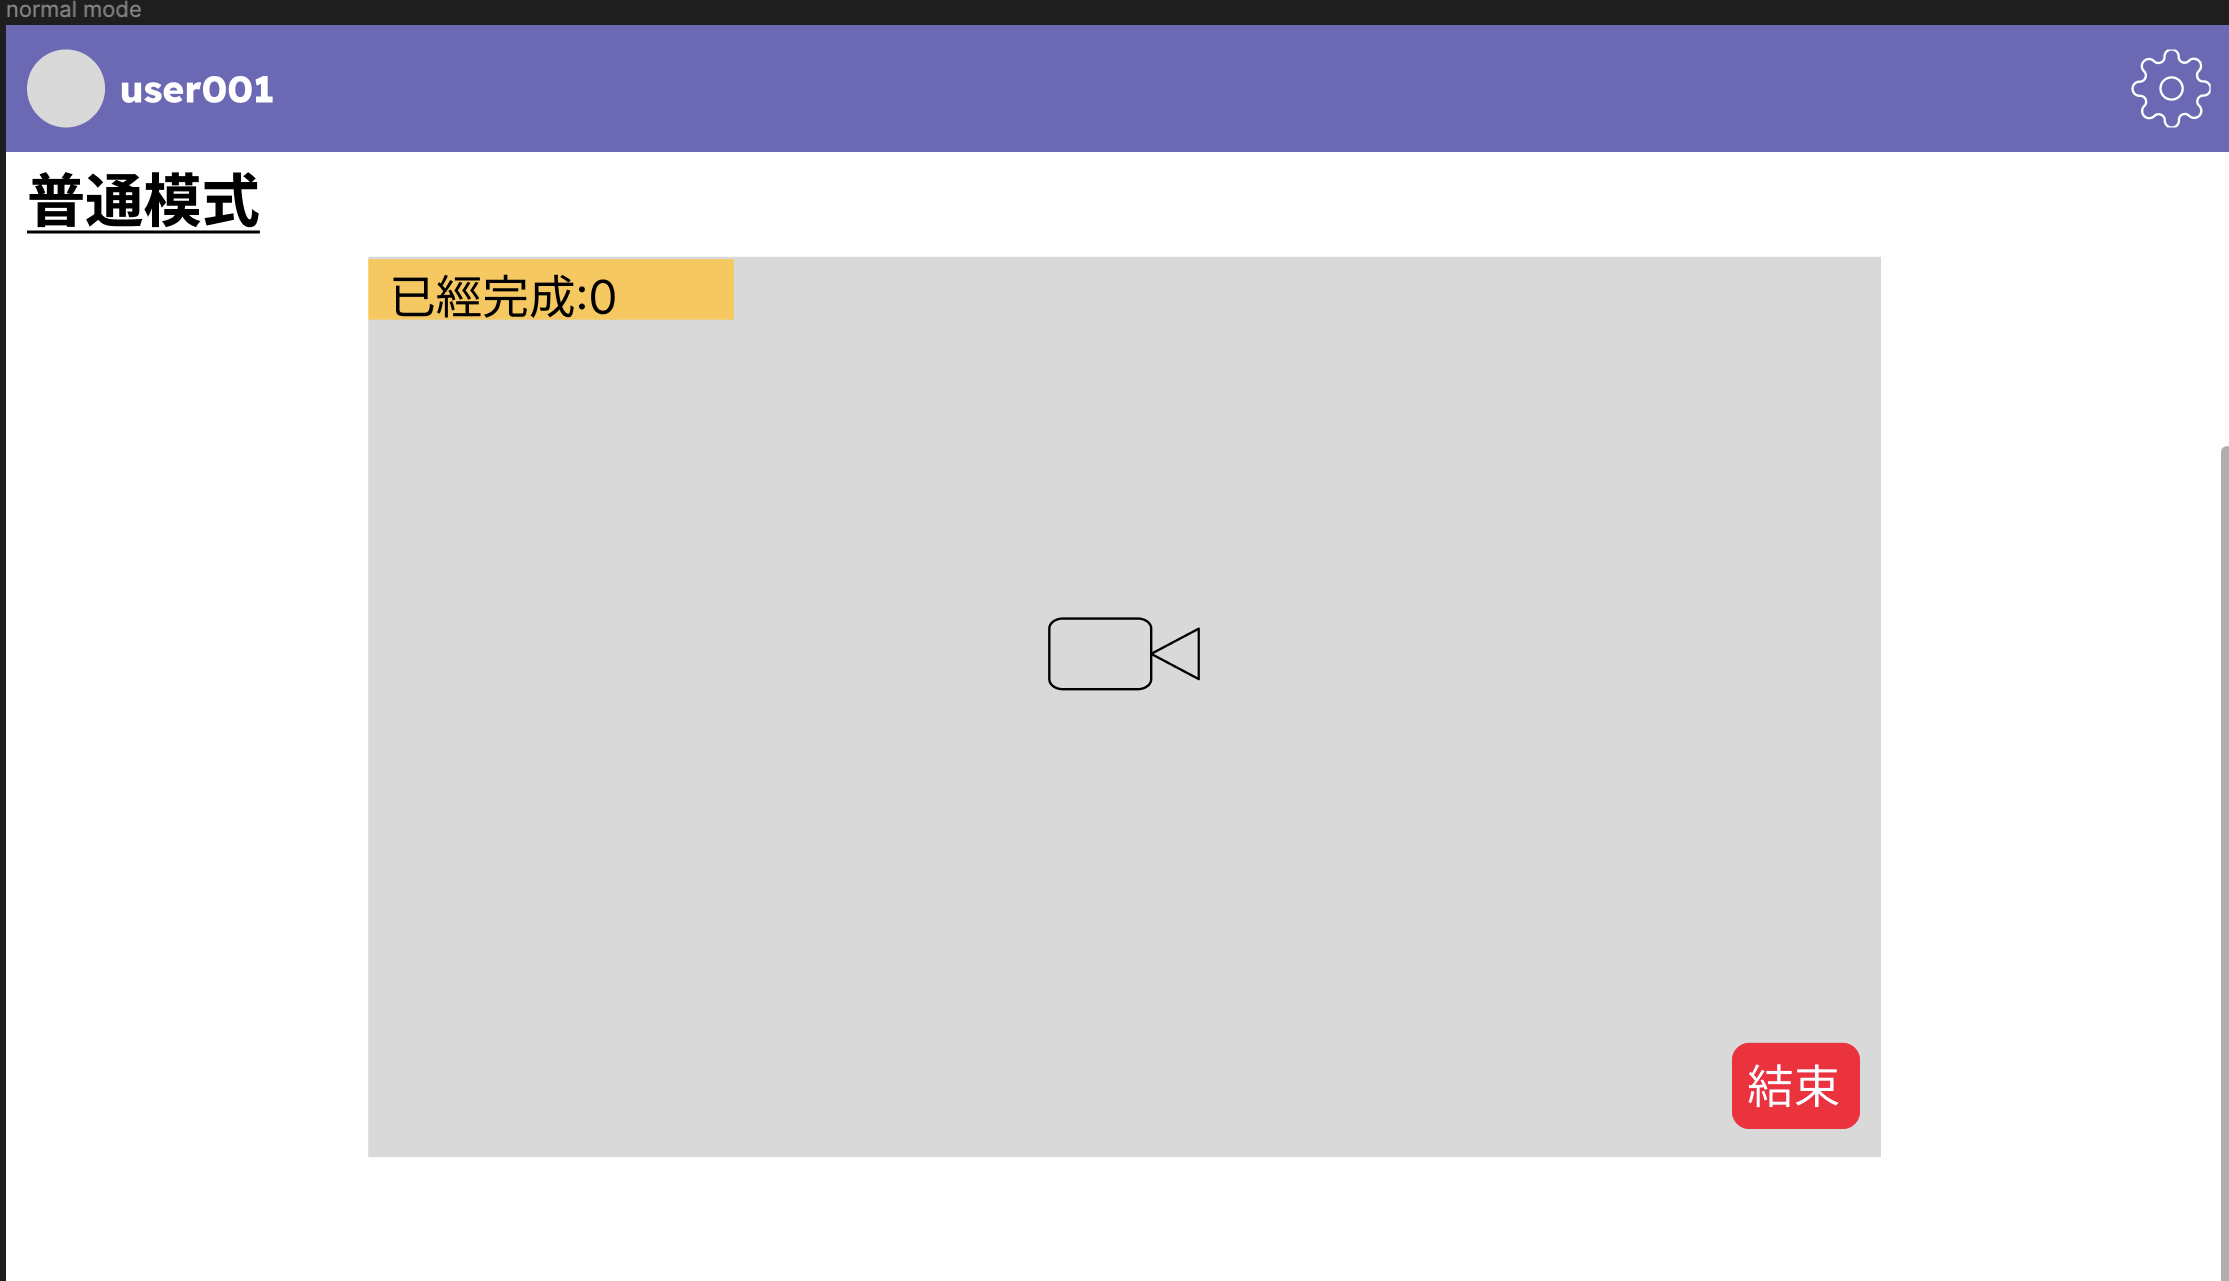 normal mode
user001
普通模式
已經完成:0
結束